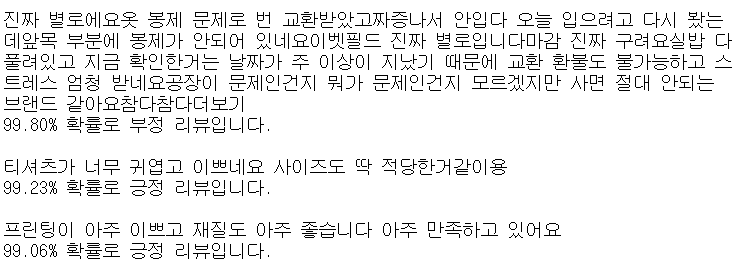 진짜 별로에요옷 봉제 문제로 번 교환받았고짜증나서 안입다 오늘 입으려고 다시 봤는
데앞목 부분에 봉제가 안되어 있네요이벳필드 진짜 별로입니다마감 진짜 구려요실밥 다
풀려있고 지금 확인한거는 날짜가 주 이상이 지났기 때문에 교환 환불도 불가능하고 스
트레스 엄청 받네요공장이 문제인건지 뭐가 문제인건지 모르겠지만 사면 절대 안되는
브랜드 같아요참다참다더보기
99.80% 확률로 부정 리뷰입니다.
티셔츠가 너무 귀엽고 이쁘네요 사이즈도 딱 적당한거같이용
99.23% 확률로 긍정 리뷰입니다.
프린팅이 아주 이쁘고 재질도 아주 좋습니다 아주 만족하고 있어요
99.06% 확률로 긍정 리뷰입니다.